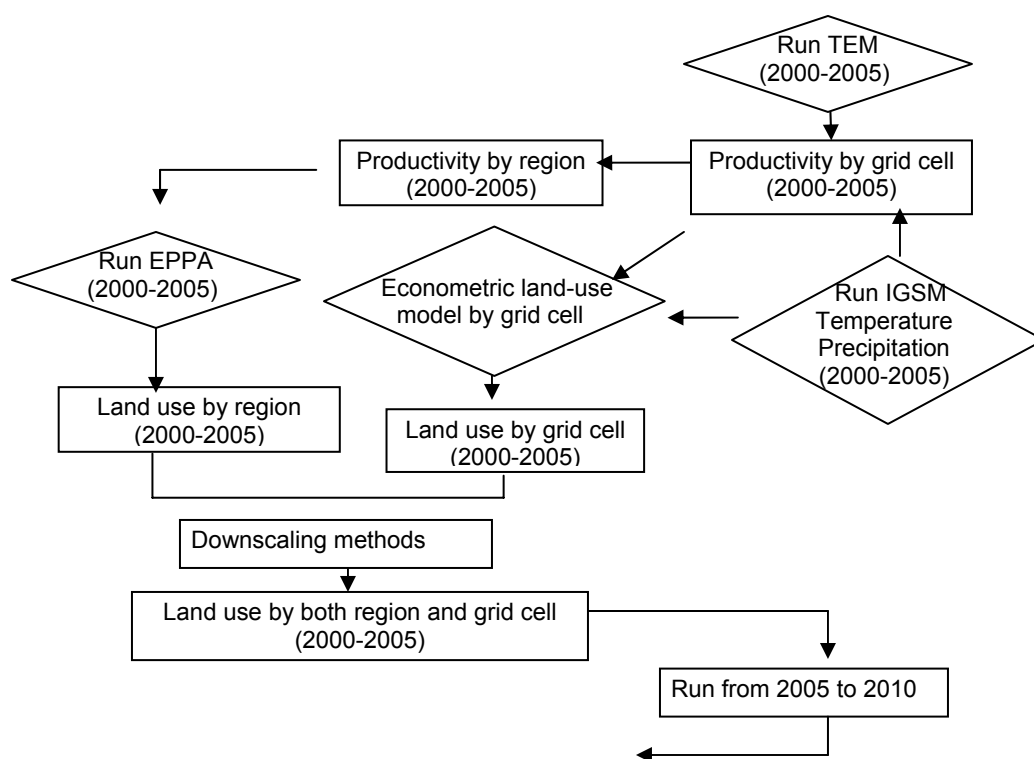 Run TEM
(2000-2005)
Productivity by region
(2000-2005)
Productivity by grid cell
(2000-2005)
Run EPPA
(2000-2005)
Econometric land-use
model by grid cell
Run IGSM
Temperature
Precipitation
(2000-2005)
Land use by region
(2000-2005)
Land use by grid cell
(2000-2005)
Downscaling methods
Land use by both region and grid cell
(2000-2005)
Run from 2005 to 2010